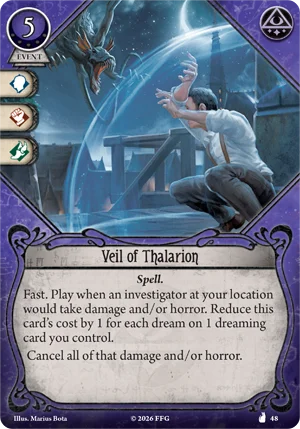 5
EVENT
Veil of Thalarion
Spell.
Fast. Play when an investigator at your location
would take damage and/or horror. Reduce this
card's cost by 1 for each dream on 1 dreaming
card you control.
Cancel all of that damage and/or horror.
Illus. Marius Bota
© 2026 FFG
48